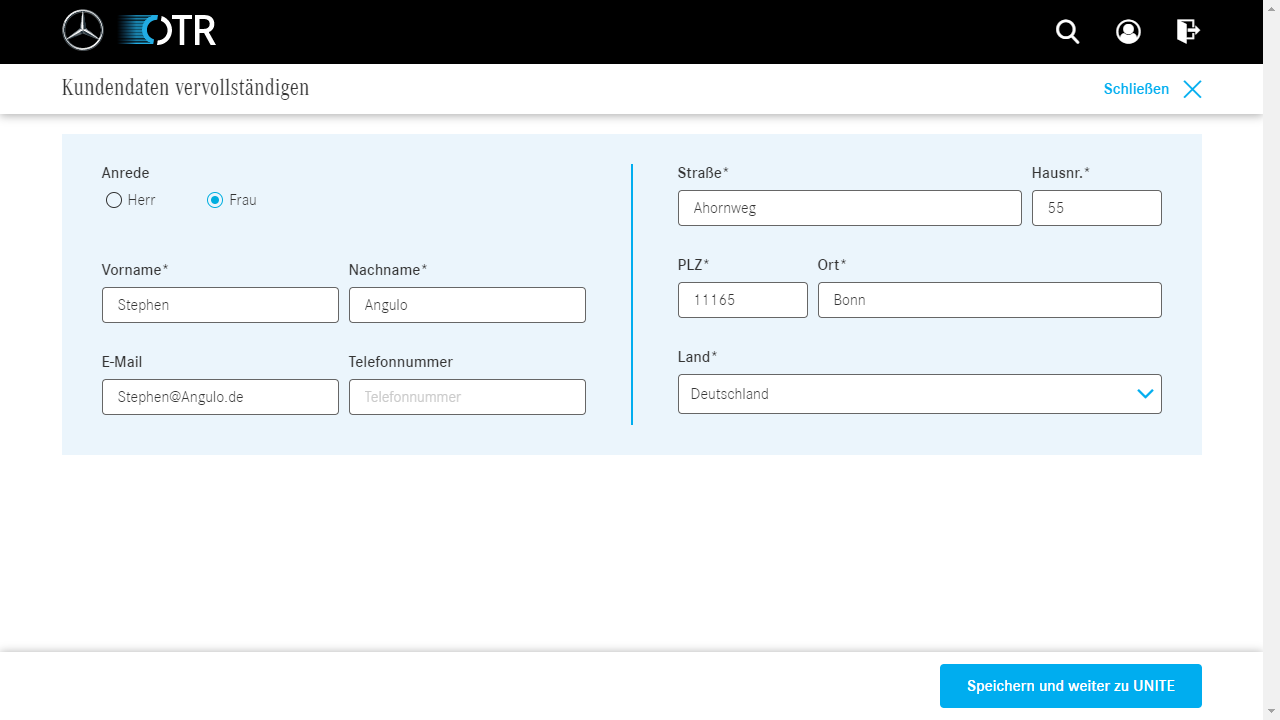 OTR
Kundendaten vervollständigen
Schließen
Anrede
Herr Frau
Vorname* Nachname*
Stephen Angulo
E-Mail Telefonnummer
Stephen@Angulo.de Telefonnummer
Straße* Hausnr.*
Ahornweg 55
PLZ* Ort*
11165 Bonn
Land*
Deutschland
Speichern und weiter zu UNITE